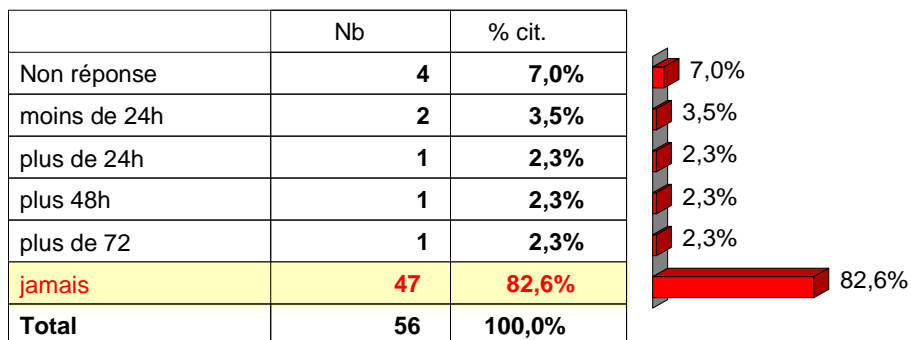 Nb % cit.
Non réponse 4 7,0% 7,0%
moins de 24h 2 3,5% 3,5%
plus de 24h 1 2,3% 2,3%
plus 48h 1 2,3% 2,3%
plus de 72 1 2,3% 2,3%
jamais 47 82,6% 82,6%
Total 56 100,0%